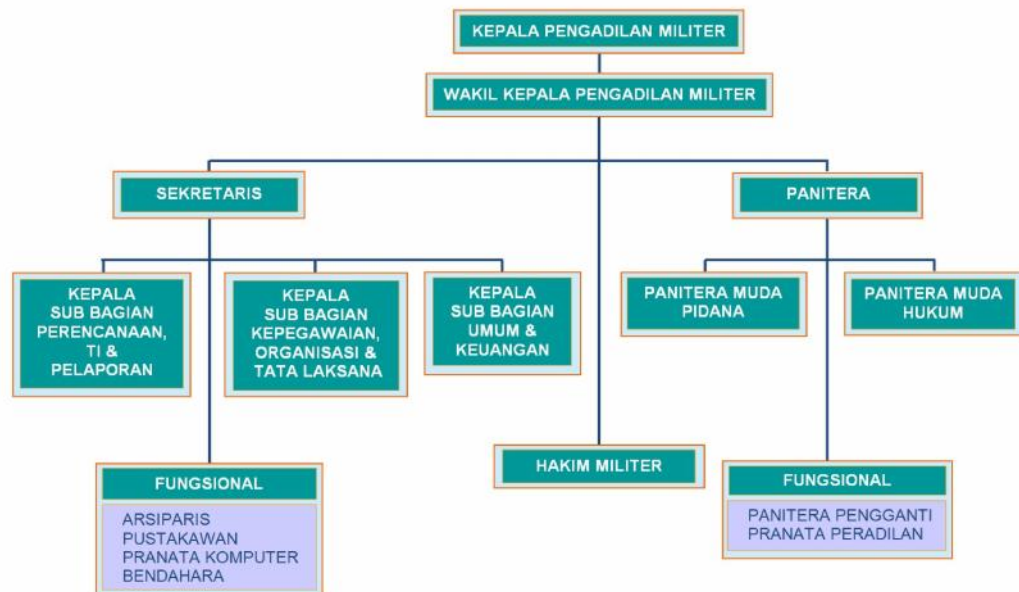 KEPALA PENGADILAN MILITER
WAKIL KEPALA PENGADILAN MILITER
SEKRETARIS
PANITERA
KEPALA
SUB BAGIAN
PERENCANAAN,
TI &
PELAPORAN
KEPALA
SUB BAGIAN
KEPEGAWAIAN,
ORGANISASI &
TATA LAKSANA
KEPALA
SUB BAGIAN
UMUM &
KEUANGAN
PANITERA MUDA
PIDANA
PANITERA MUDA
HUKUM
HAKIM MILITER
FUNGSIONAL
ARSIPARIS
PUSTAKAWAN
PRANATA KOMPUTER
BENDAHARA
FUNGSIONAL
PANITERA PENGGANTI
PRANATA PERADILAN